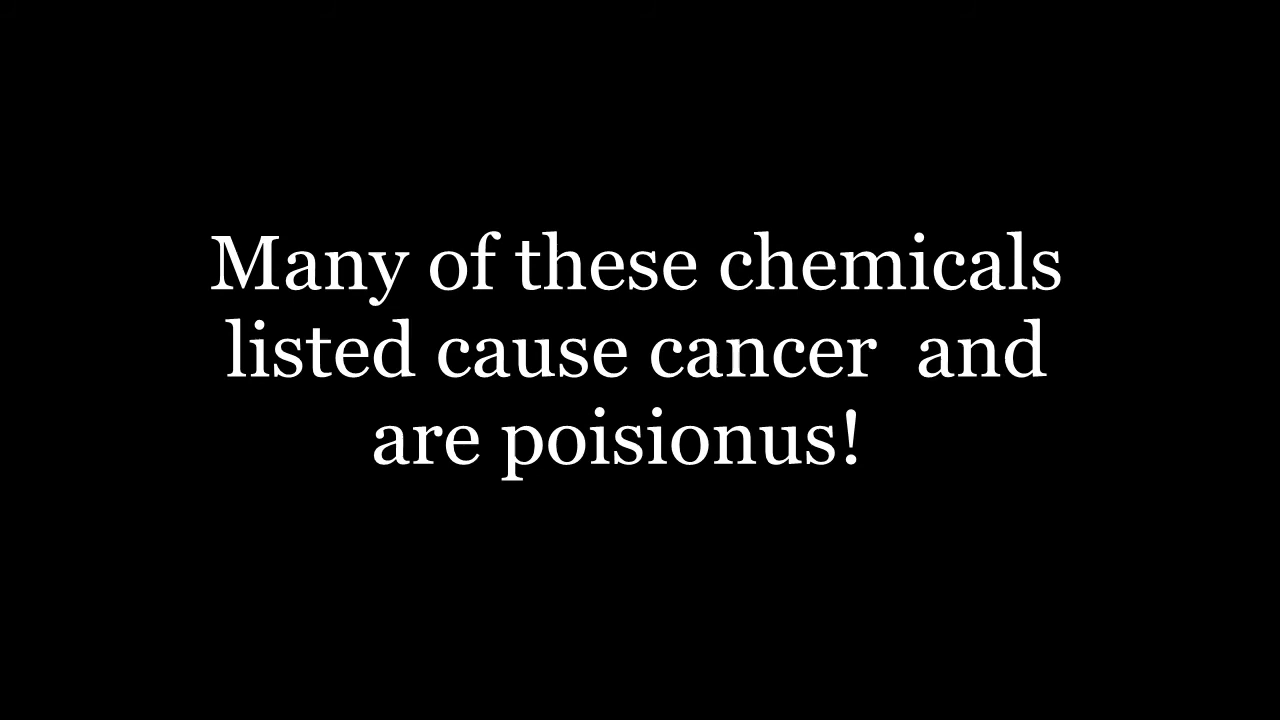 Many of these chemicals
listed cause cancer  and
are poisionus!